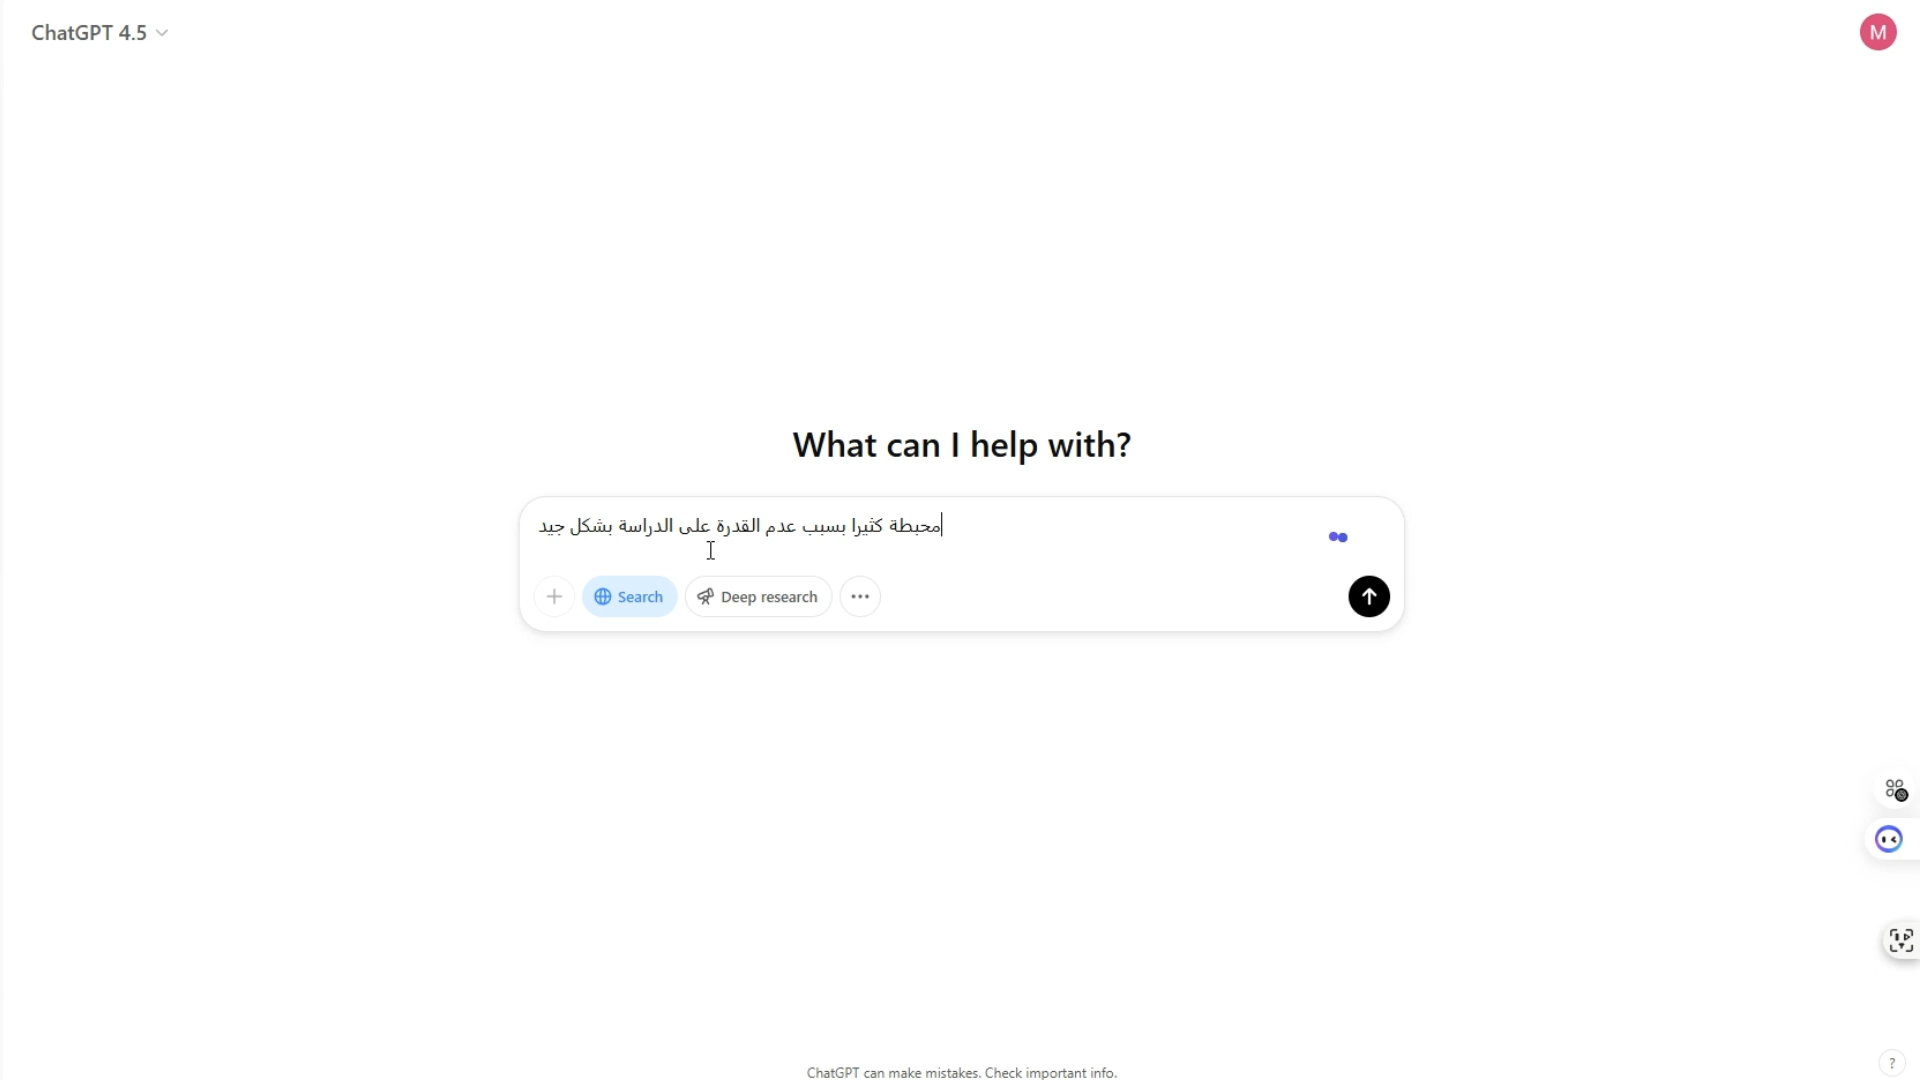 ChatGPT 4.5
M
What can I help with?
محبطة كثيرا بسبب عدم القدرة على الدراسة بشكل جيد
Search
Deep research
ChatGPT can make mistakes. Check important info.
?